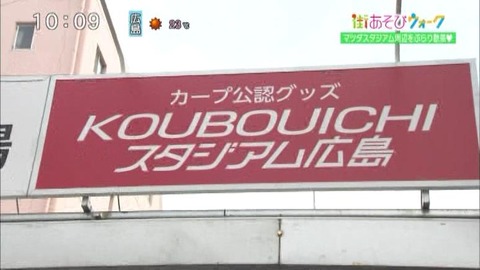 10:09
広島
23℃
街あそびウォーク
マツダスタジアム周辺をぶらり散策♥
カープ公認グッズ
KOUBOUICHI
スタジアム広島
場